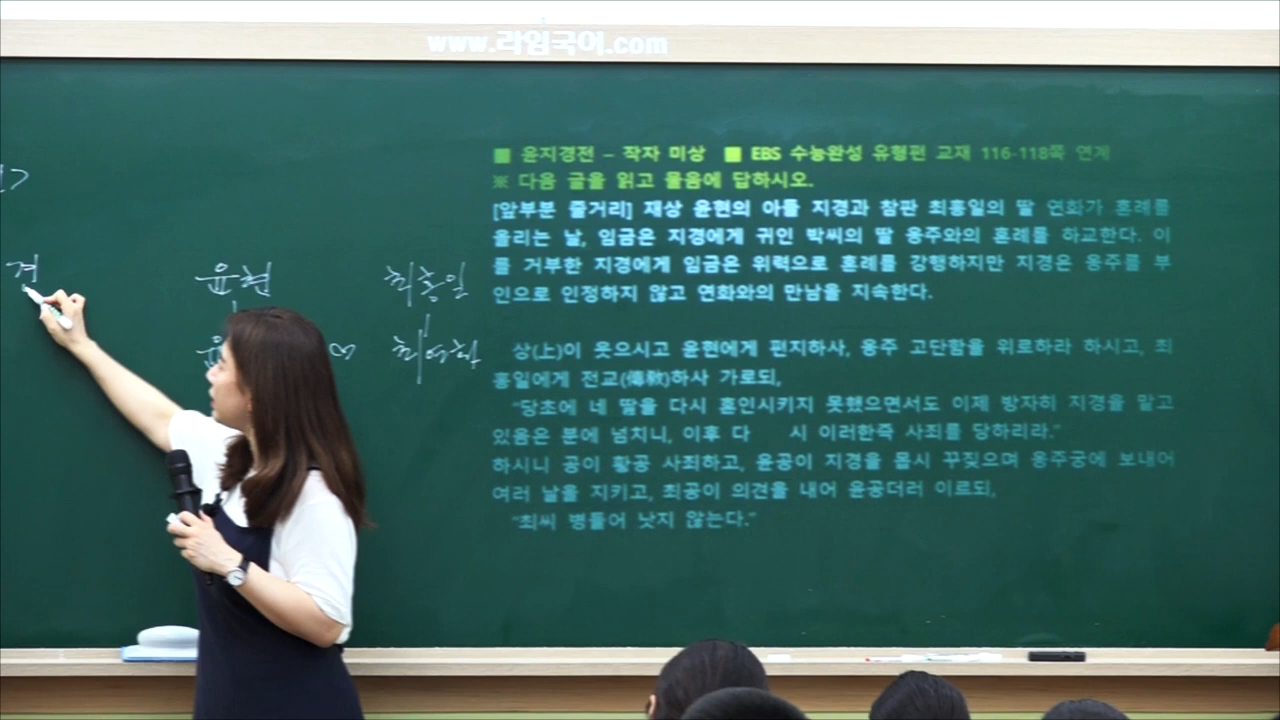 www.라임국어.com
■ 윤지경전 - 작자 미상 ■ EBS 수능완성 유형편 교재 116-118쪽 연계
※ 다음 글을 읽고 물음에 답하시오.
[앞부분 줄거리] 재상 윤현의 아들 지경과 참판 최홍일의 딸 연화가 혼례를
올리는 날, 임금은 지경에게 귀인 박씨의 딸 옹주와의 혼례를 하교한다. 이
를 거부한 지경에게 임금은 위력으로 혼례를 강행하지만 지경은 옹주를 부
인으로 인정하지 않고 연화와의 만남을 지속한다.
상(上)이 웃으시고 윤현에게 편지하사, 옹주 고단함을 위로하라 하시고, 최
홍일에게 전교(傳敎)하사 가로되,
"당초에 네 딸을 다시 혼인시키지 못했으면서도 이제 방자히 지경을 맡고
있음은 분에 넘치니, 이후 다 시 이러한즉 사죄를 당하리라."
하시니 공이 황공 사죄하고, 윤공이 지경을 몹시 꾸짖으며 옹주궁에 보내어
여러 날을 지키고, 최공이 의견을 내어 윤공더러 이르되,
"최씨 병들어 낫지 않는다."
윤현 최홍일
♡